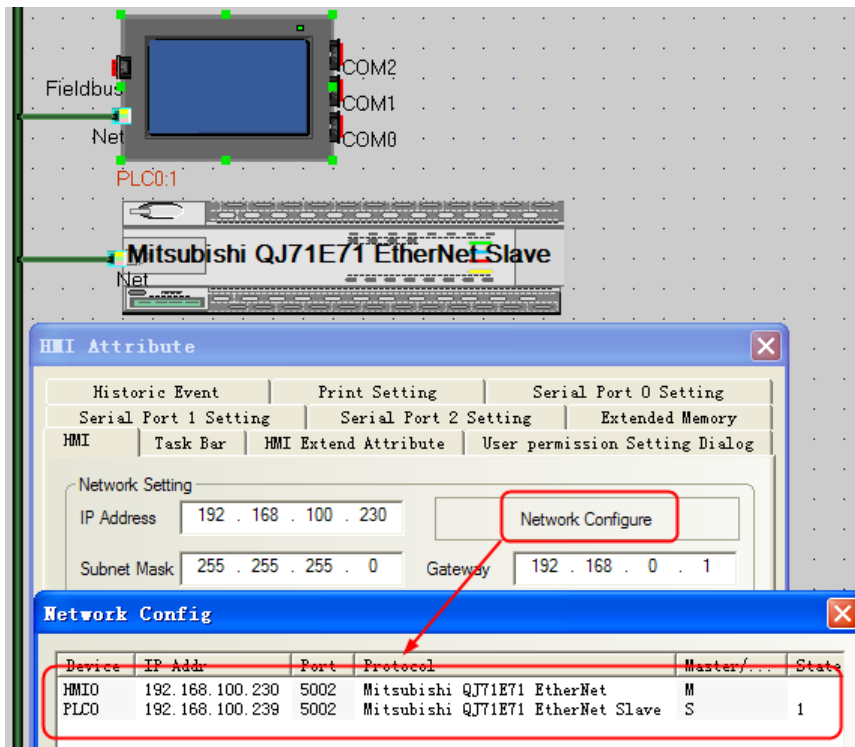 COM2
Fieldbus
COM1
Net
COM0
PLC0:1
Mitsubishi QJ71E71 EtherNet Slave
Net
HMI Attribute
Historic Event Print Setting Serial Port 0 Setting
Serial Port 1 Setting Serial Port 2 Setting Extended Memory
HMI Task Bar HMI Extend Attribute User permission Setting Dialog
Network Setting
IP Address 192 . 168 . 100 . 230 Network Configure
Subnet Mask 255 . 255 . 255 . 0 Gateway 192 . 168 . 0 . 1
Network Config
Device IP Addr Port Protocol Master/... State
HMI0 192.168.100.230 5002 Mitsubishi QJ71E71 EtherNet M
PLC0 192.168.100.239 5002 Mitsubishi QJ71E71 EtherNet Slave S 1